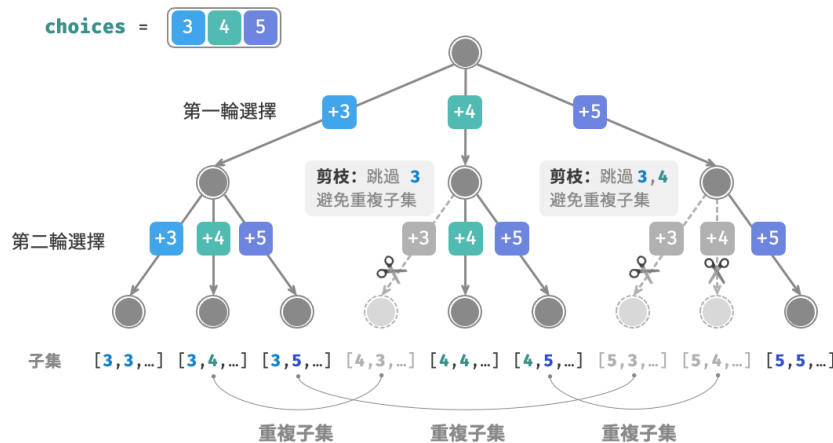 choices = 3 4 5
第一輪選擇
+3 +4 +5
剪枝：跳過 3
避免重複子集
剪枝：跳過 3,4
避免重複子集
第二輪選擇
+3 +4 +5 +3 +4 +5 +3 +4 +5
子集 [3,3,…] [3,4,…] [3,5,…] [4,3,…] [4,4,…] [4,5,…] [5,3,…] [5,4,…] [5,5,…]
重複子集 重複子集 重複子集